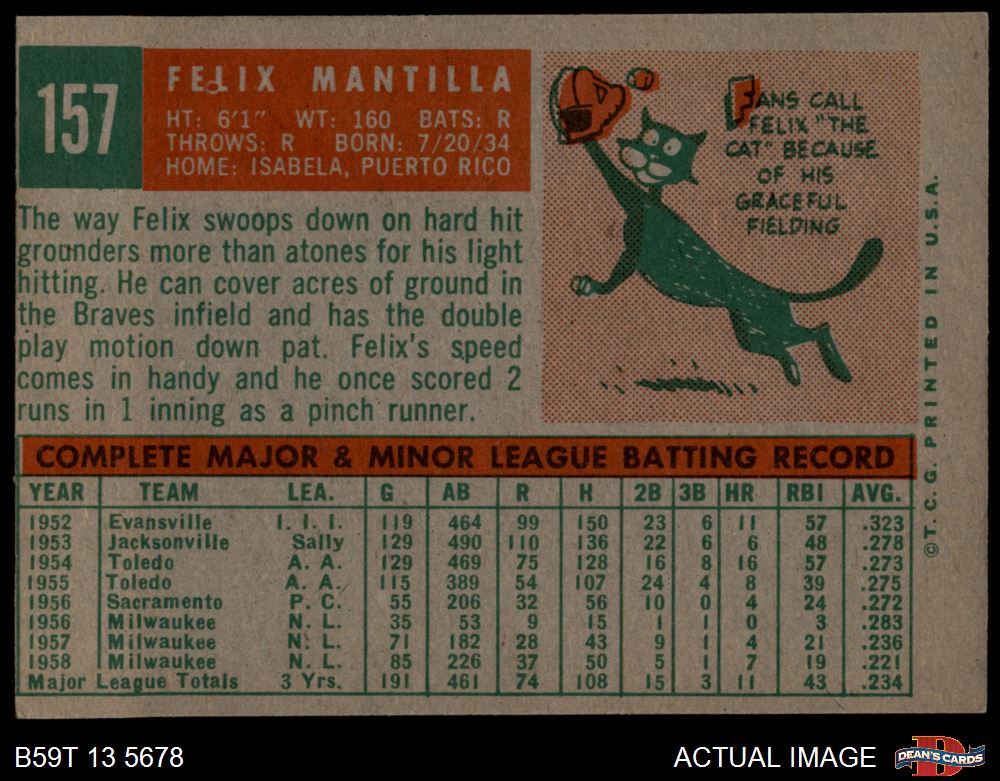 157
FELIX MANTILLA
HT: 6'1" WT: 160 BATS: R
THROWS: R BORN: 7/20/34
HOME: ISABELA, PUERTO RICO
The way Felix swoops down on hard hit
grounders more than atones for his light
hitting. He can cover acres of ground in
the Braves infield and has the double
play motion down pat. Felix's speed
comes in handy and he once scored 2
runs in 1 inning as a pinch runner.
FANS CALL
FELIX "THE
CAT" BECAUSE
OF HIS
GRACEFUL
FIELDING
COMPLETE MAJOR & MINOR LEAGUE BATTING RECORD
YEAR TEAM LEA. G AB R H 2B 3B HR RBI AVG.
1952 Evansville I. I. I. 119 464 99 150 23 6 11 57 .323
1953 Jacksonville Sally 129 490 110 136 22 6 6 48 .278
1954 Toledo A. A. 129 469 75 128 16 8 16 57 .273
1955 Toledo A. A. 115 389 54 107 24 4 8 39 .275
1956 Sacramento P. C. 55 206 32 56 10 0 4 24 .272
1956 Milwaukee N. L. 35 53 9 15 1 1 0 3 .283
1957 Milwaukee N. L. 71 182 28 43 9 1 4 21 .236
1958 Milwaukee N. L. 85 226 37 50 5 1 7 19 .221
Major League Totals 3 Yrs. 191 461 74 108 15 3 11 43 .234
©T. C. G. PRINTED IN U.S.A.
B59T 13 5678
ACTUAL IMAGE
D
DEAN'S CARDS